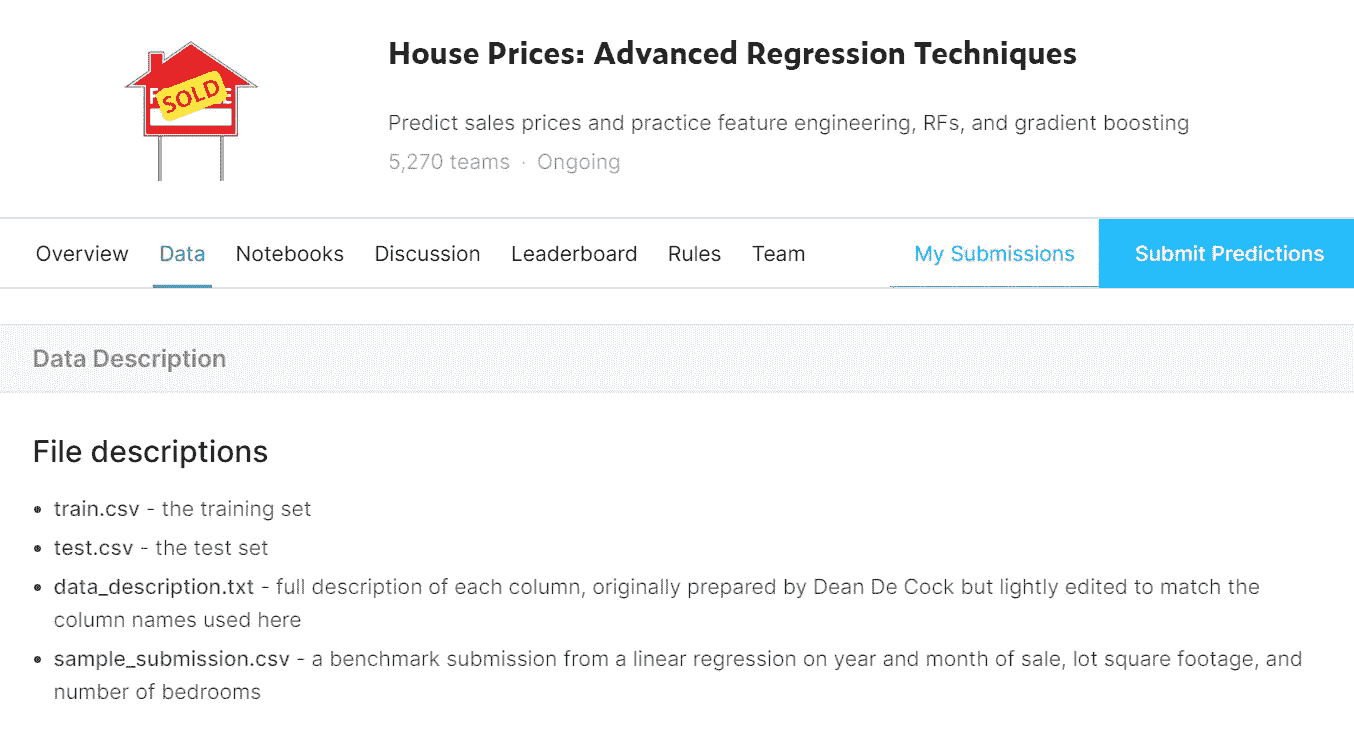 SOLD
House Prices: Advanced Regression Techniques
Predict sales prices and practice feature engineering, RFs, and gradient boosting
5,270 teams · Ongoing
Overview Data Notebooks Discussion Leaderboard Rules Team My Submissions Submit Predictions
Data Description
File descriptions
• train.csv - the training set
• test.csv - the test set
• data_description.txt - full description of each column, originally prepared by Dean De Cock but lightly edited to match the
column names used here
• sample_submission.csv - a benchmark submission from a linear regression on year and month of sale, lot square footage, and
number of bedrooms